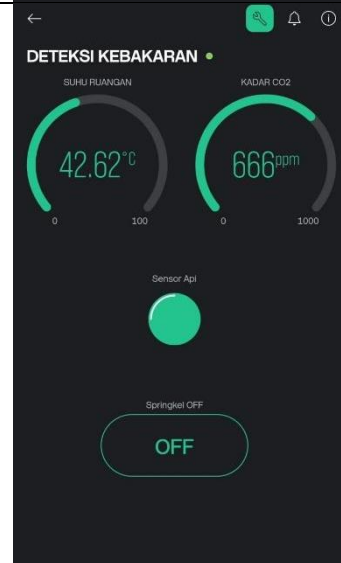 DETEKSI KEBAKARAN
SUHU RUANGAN
KADAR CO2
42.62°C
666ppm
0
100
0
1000
Sensor Api
Springkel OFF
OFF